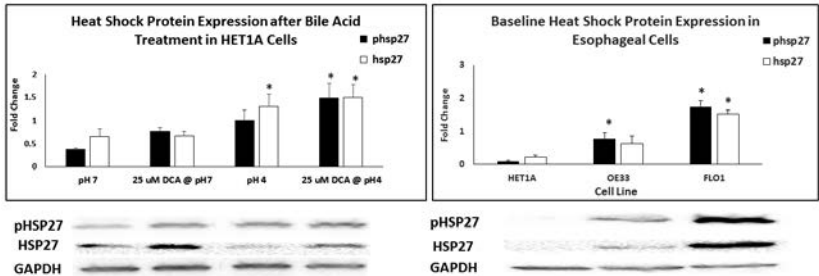 Heat Shock Protein Expression after Bile Acid
Treatment in HET1A Cells
phsp27
hsp27
Fold Change
2
1.5
1
0.5
0
*
*
*
pH 7
25 uM DCA @ pH7
pH 4
25 uM DCA @ pH4
pHSP27
HSP27
GAPDH
Baseline Heat Shock Protein Expression in
Esophageal Cells
phsp27
hsp27
Fold Change
3
2
1
0
*
*
*
HET1A
OE33
FLO1
Cell Line
pHSP27
HSP27
GAPDH